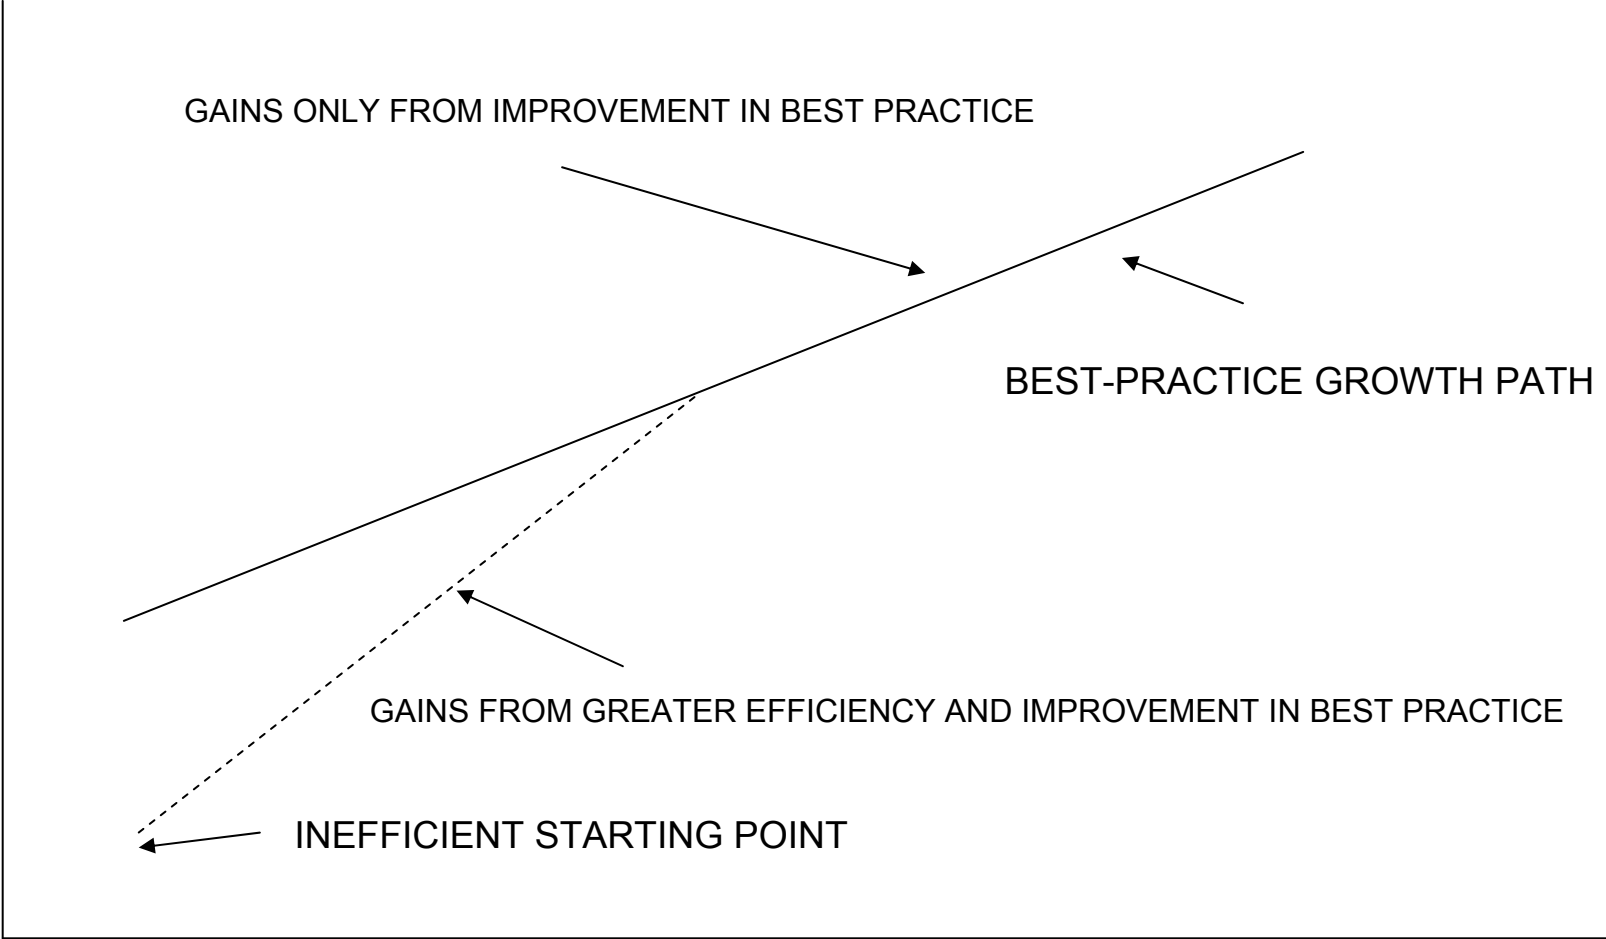 GAINS ONLY FROM IMPROVEMENT IN BEST PRACTICE
BEST-PRACTICE GROWTH PATH
GAINS FROM GREATER EFFICIENCY AND IMPROVEMENT IN BEST PRACTICE
INEFFICIENT STARTING POINT